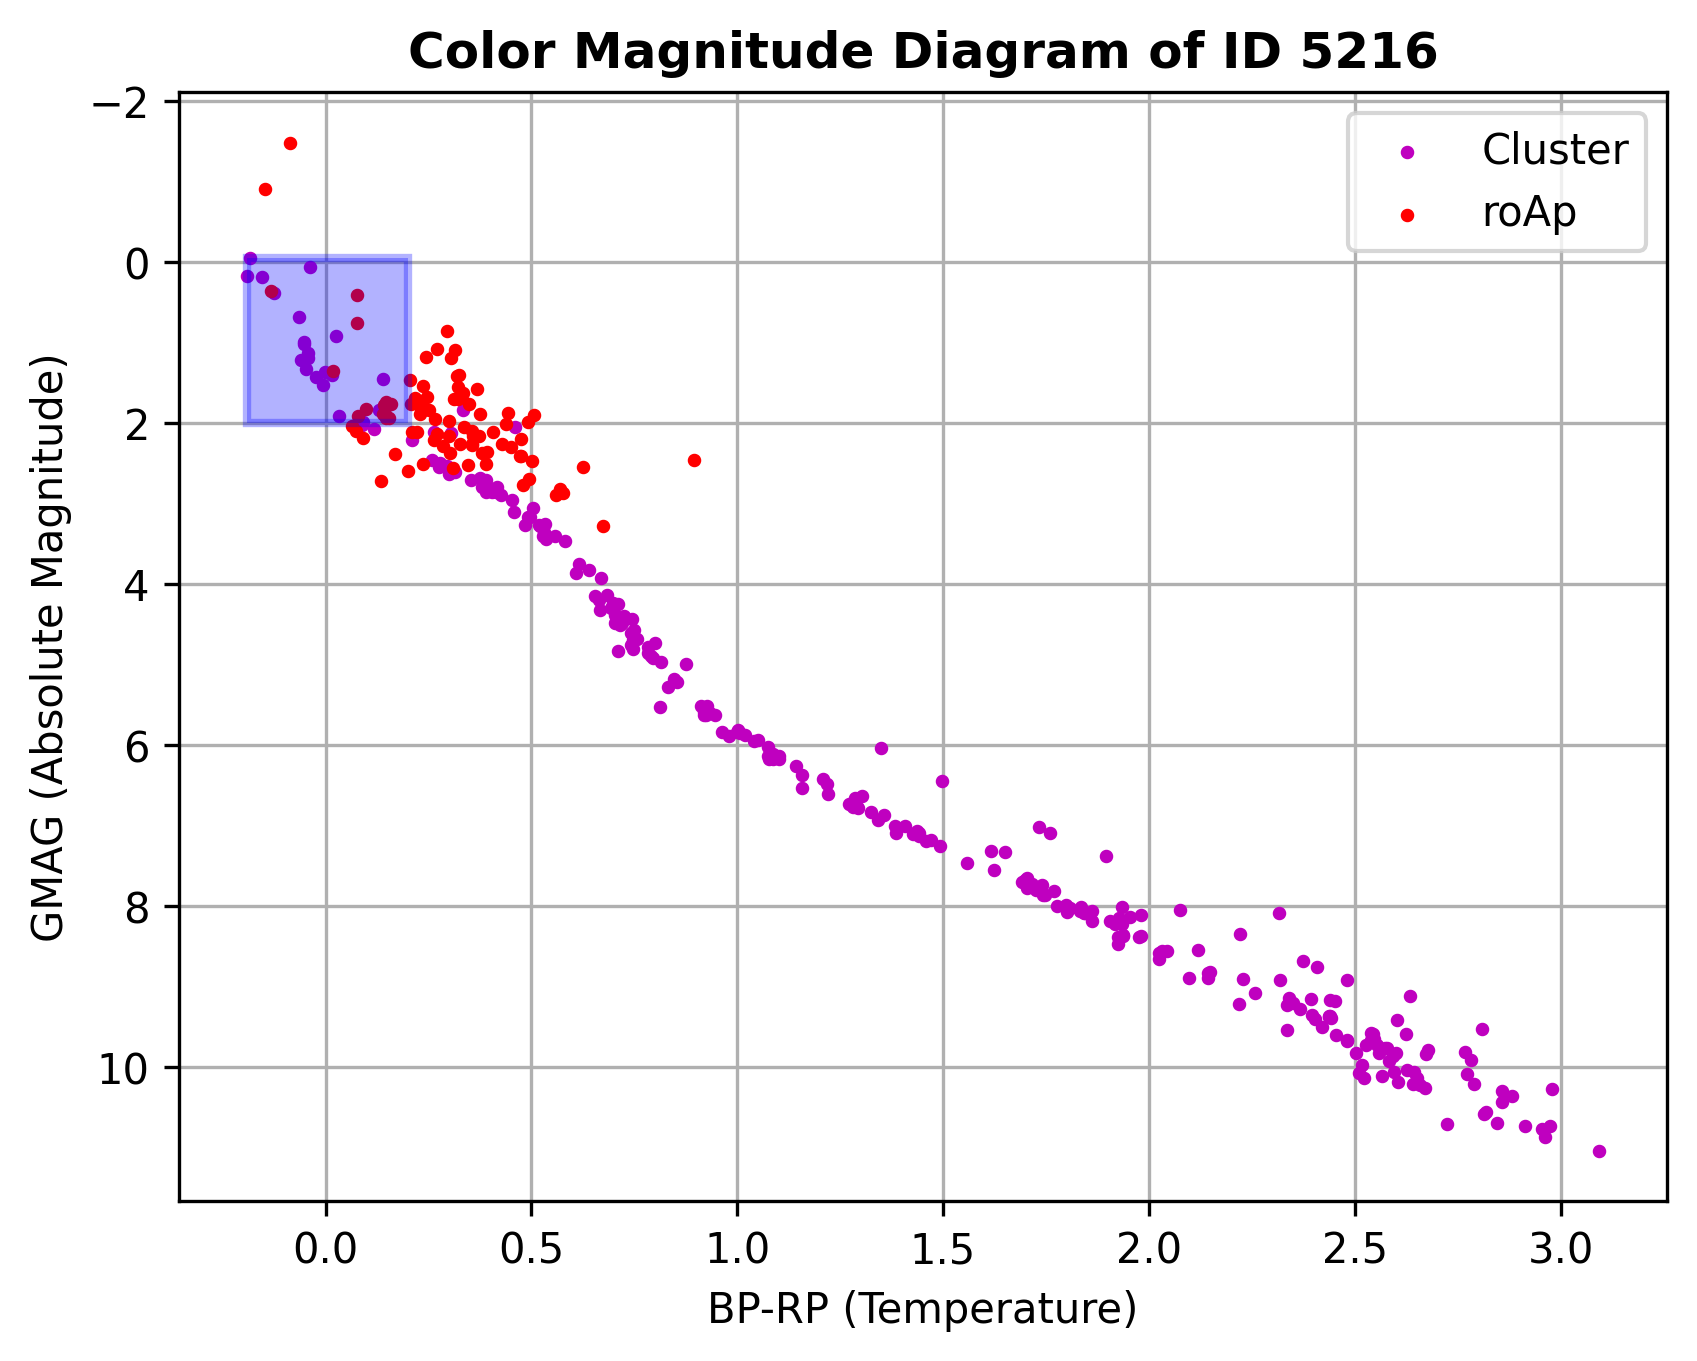 Color Magnitude Diagram of ID 5216
Cluster
roAp
GMAG (Absolute Magnitude)
−2
0
2
4
6
8
10
0.0 0.5 1.0 1.5 2.0 2.5 3.0
BP-RP (Temperature)